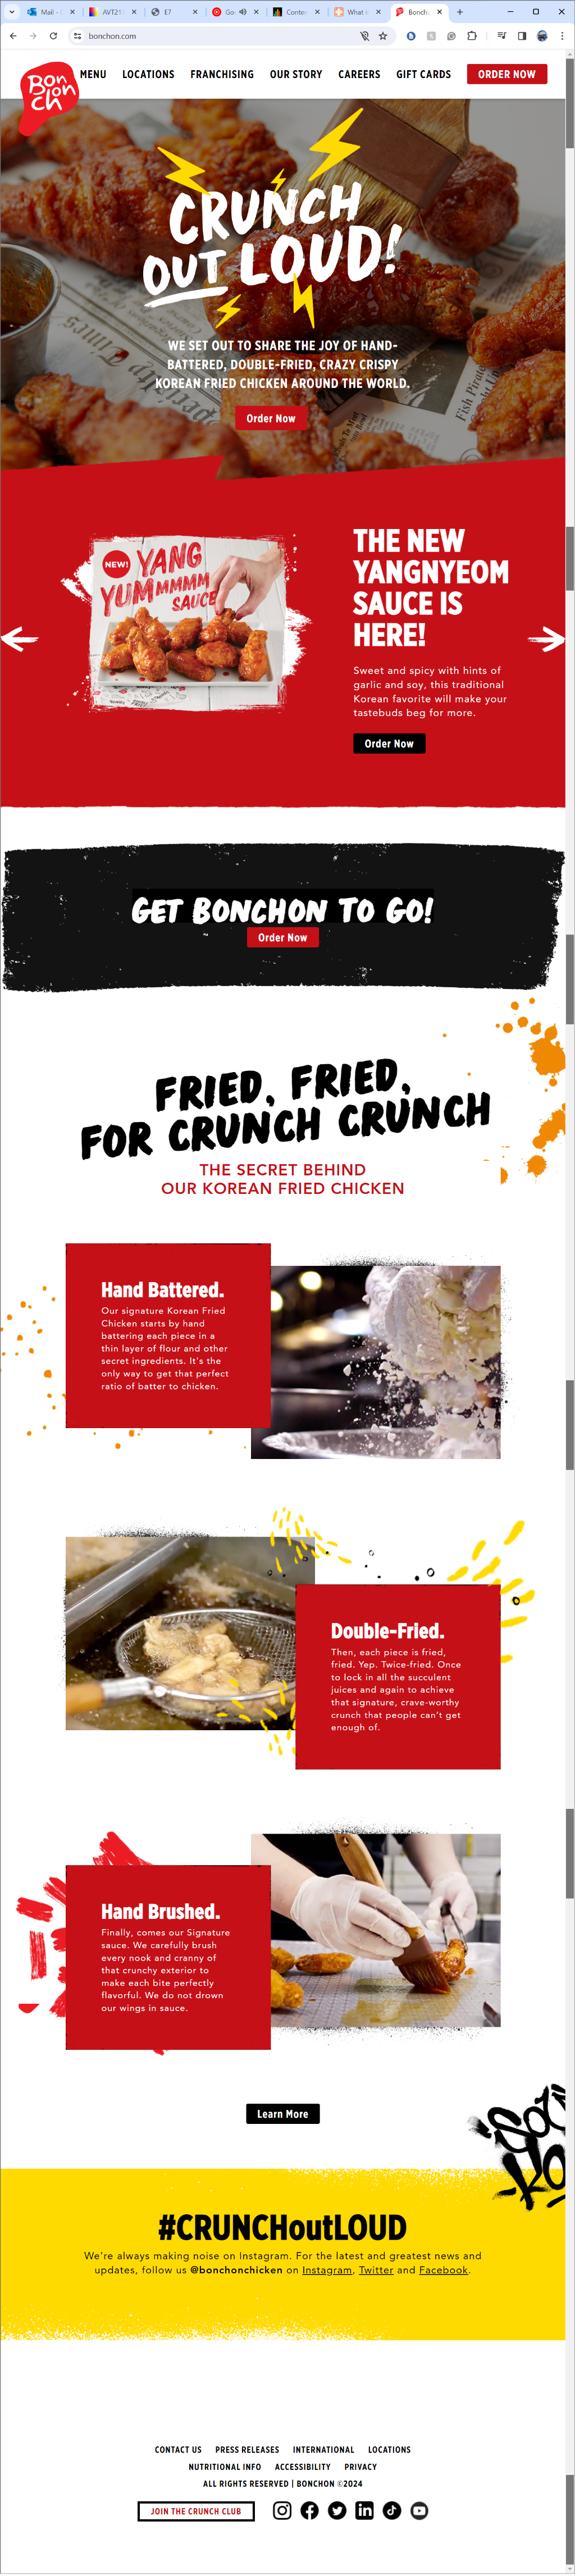 Mail - 
AVT21
E7
Go
Conte
What i
Bonch
bonchon.com
Bon
chon
MENU
LOCATIONS
FRANCHISING
OUR STORY
CAREERS
GIFT CARDS
ORDER NOW
CRUNCH
OUT LOUD!
WE SET OUT TO SHARE THE JOY OF HAND-
BATTERED, DOUBLE-FRIED, CRAZY CRISPY
KOREAN FRIED CHICKEN AROUND THE WORLD.
Order Now
NEW!
YANG
YUMMMMM
SAUCE
THE NEW
YANGNYEOM
SAUCE IS
HERE!
Sweet and spicy with hints of
garlic and soy, this traditional
Korean favorite will make your
tastebuds beg for more.
Order Now
GET BONCHON TO GO!
Order Now
FRIED, FRIED,
FOR CRUNCH CRUNCH
THE SECRET BEHIND
OUR KOREAN FRIED CHICKEN
Hand Battered.
Our signature Korean Fried
Chicken starts by hand
battering each piece in a
thin layer of flour and other
secret ingredients. It's the
only way to get that perfect
ratio of batter to chicken.
Double-Fried.
Then, each piece is fried,
fried. Yep. Twice-fried. Once
to lock in all the succulent
juices and again to achieve
that signature, crave-worthy
crunch that people can't get
enough of.
Hand Brushed.
Finally, comes our Signature
sauce. We carefully brush
every nook and cranny of
that crunchy exterior to
make each bite perfectly
flavorful. We do not drown
our wings in sauce.
Learn More
#CRUNCHoutLOUD
We're always making noise on Instagram. For the latest and greatest news and
updates, follow us @bonchonchicken on Instagram, Twitter and Facebook.
CONTACT US
PRESS RELEASES
INTERNATIONAL
LOCATIONS
NUTRITIONAL INFO
ACCESSIBILITY
PRIVACY
ALL RIGHTS RESERVED | BONCHON ©2024
JOIN THE CRUNCH CLUB